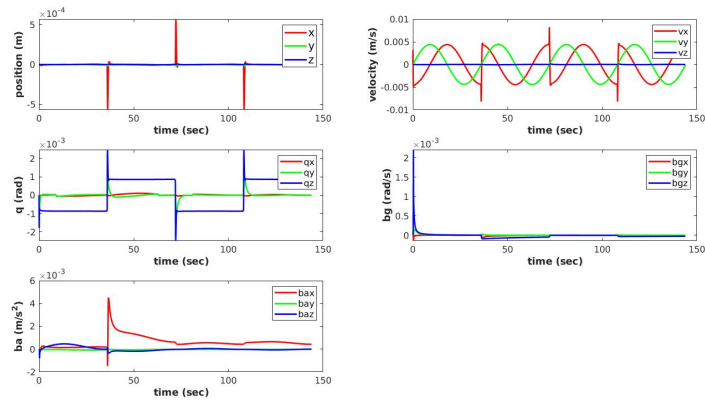 ×10⁻⁴
5
0
-5
position (m)
x
y
z
0 50 100 150
time (sec)
0.01
0.005
0
-0.005
-0.01
velocity (m/s)
vx
vy
vz
0 50 100 150
time (sec)
×10⁻³
2
1
0
-1
-2
q (rad)
qx
qy
qz
0 50 100 150
time (sec)
×10⁻³
2
1.5
1
0.5
0
bg (rad/s)
bgx
bgy
bgz
0 50 100 150
time (sec)
×10⁻³
6
4
2
0
-2
ba (m/s²)
bax
bay
baz
0 50 100 150
time (sec)